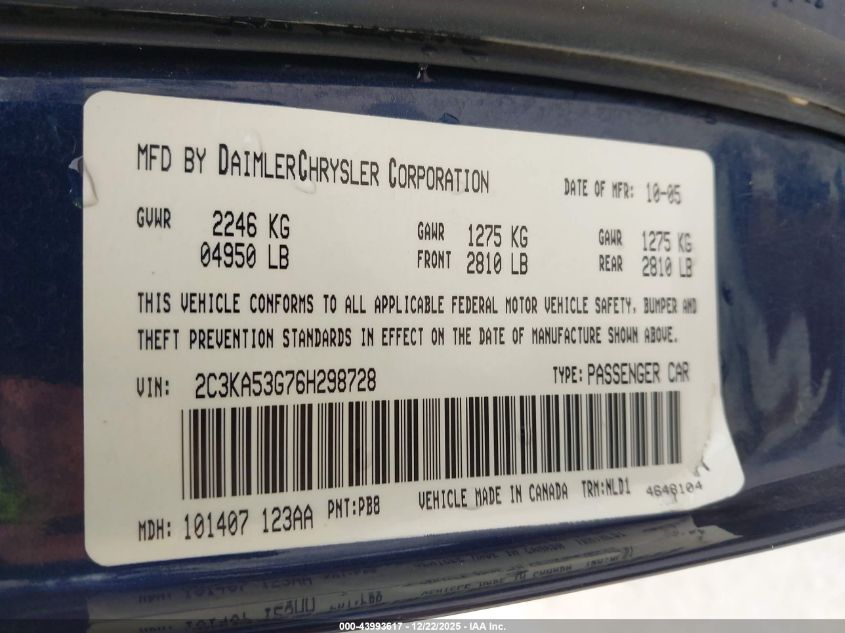 MFD BY DAIMLERCHRYSLER CORPORATION DATE OF MFR: 10-05
GVWR 2246 KG GAWR 1275 KG GAWR 1275 KG
04950 LB FRONT 2810 LB REAR 2810 LB
THIS VEHICLE CONFORMS TO ALL APPLICABLE FEDERAL MOTOR VEHICLE SAFETY, BUMPER AND
THEFT PREVENTION STANDARDS IN EFFECT ON THE DATE OF MANUFACTURE SHOWN ABOVE.
VIN: 2C3KA53G76H298728 TYPE: PASSENGER CAR
MDH: 101407 123AA PNT:PB8 VEHICLE MADE IN CANADA TRM:NLD1 4648104
000-43993617 - 12/22/2025 - IAA Inc.